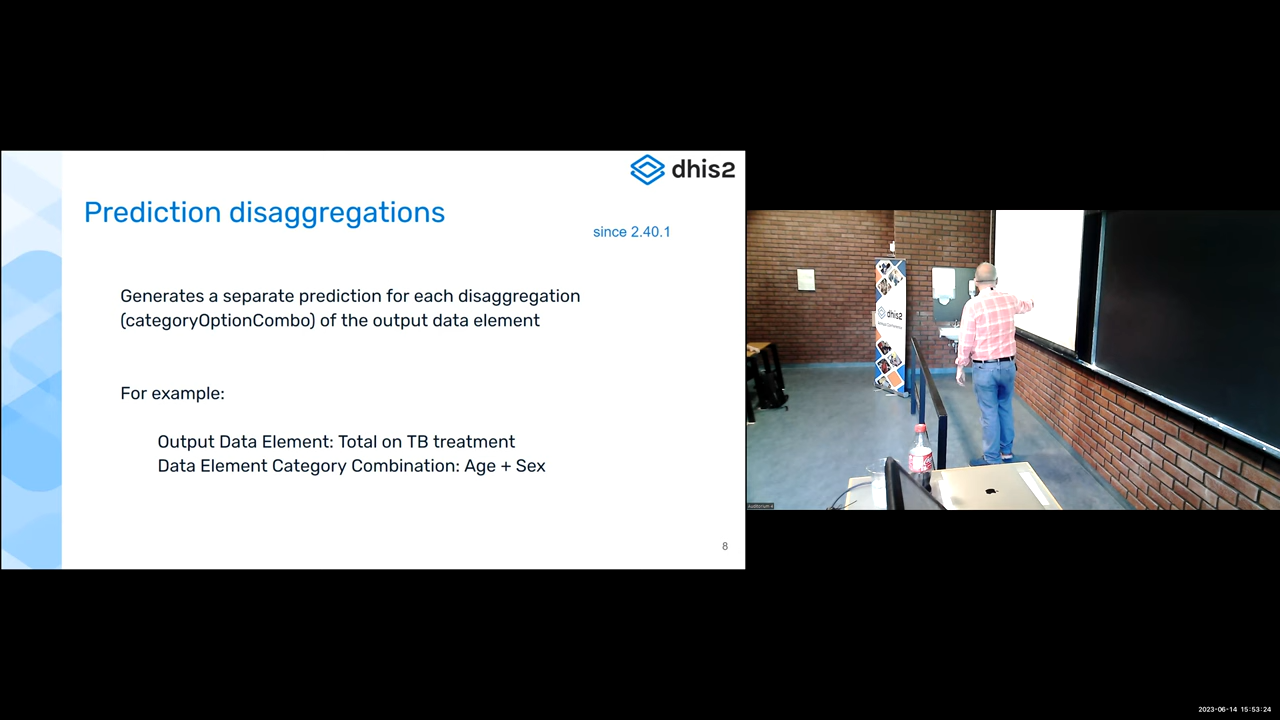 dhis2
Prediction disaggregations
since 2.40.1
Generates a separate prediction for each disaggregation
(categoryOptionCombo) of the output data element
For example:
Output Data Element: Total on TB treatment
Data Element Category Combination: Age + Sex
8
dhis2
2023-06-14 15:53:24